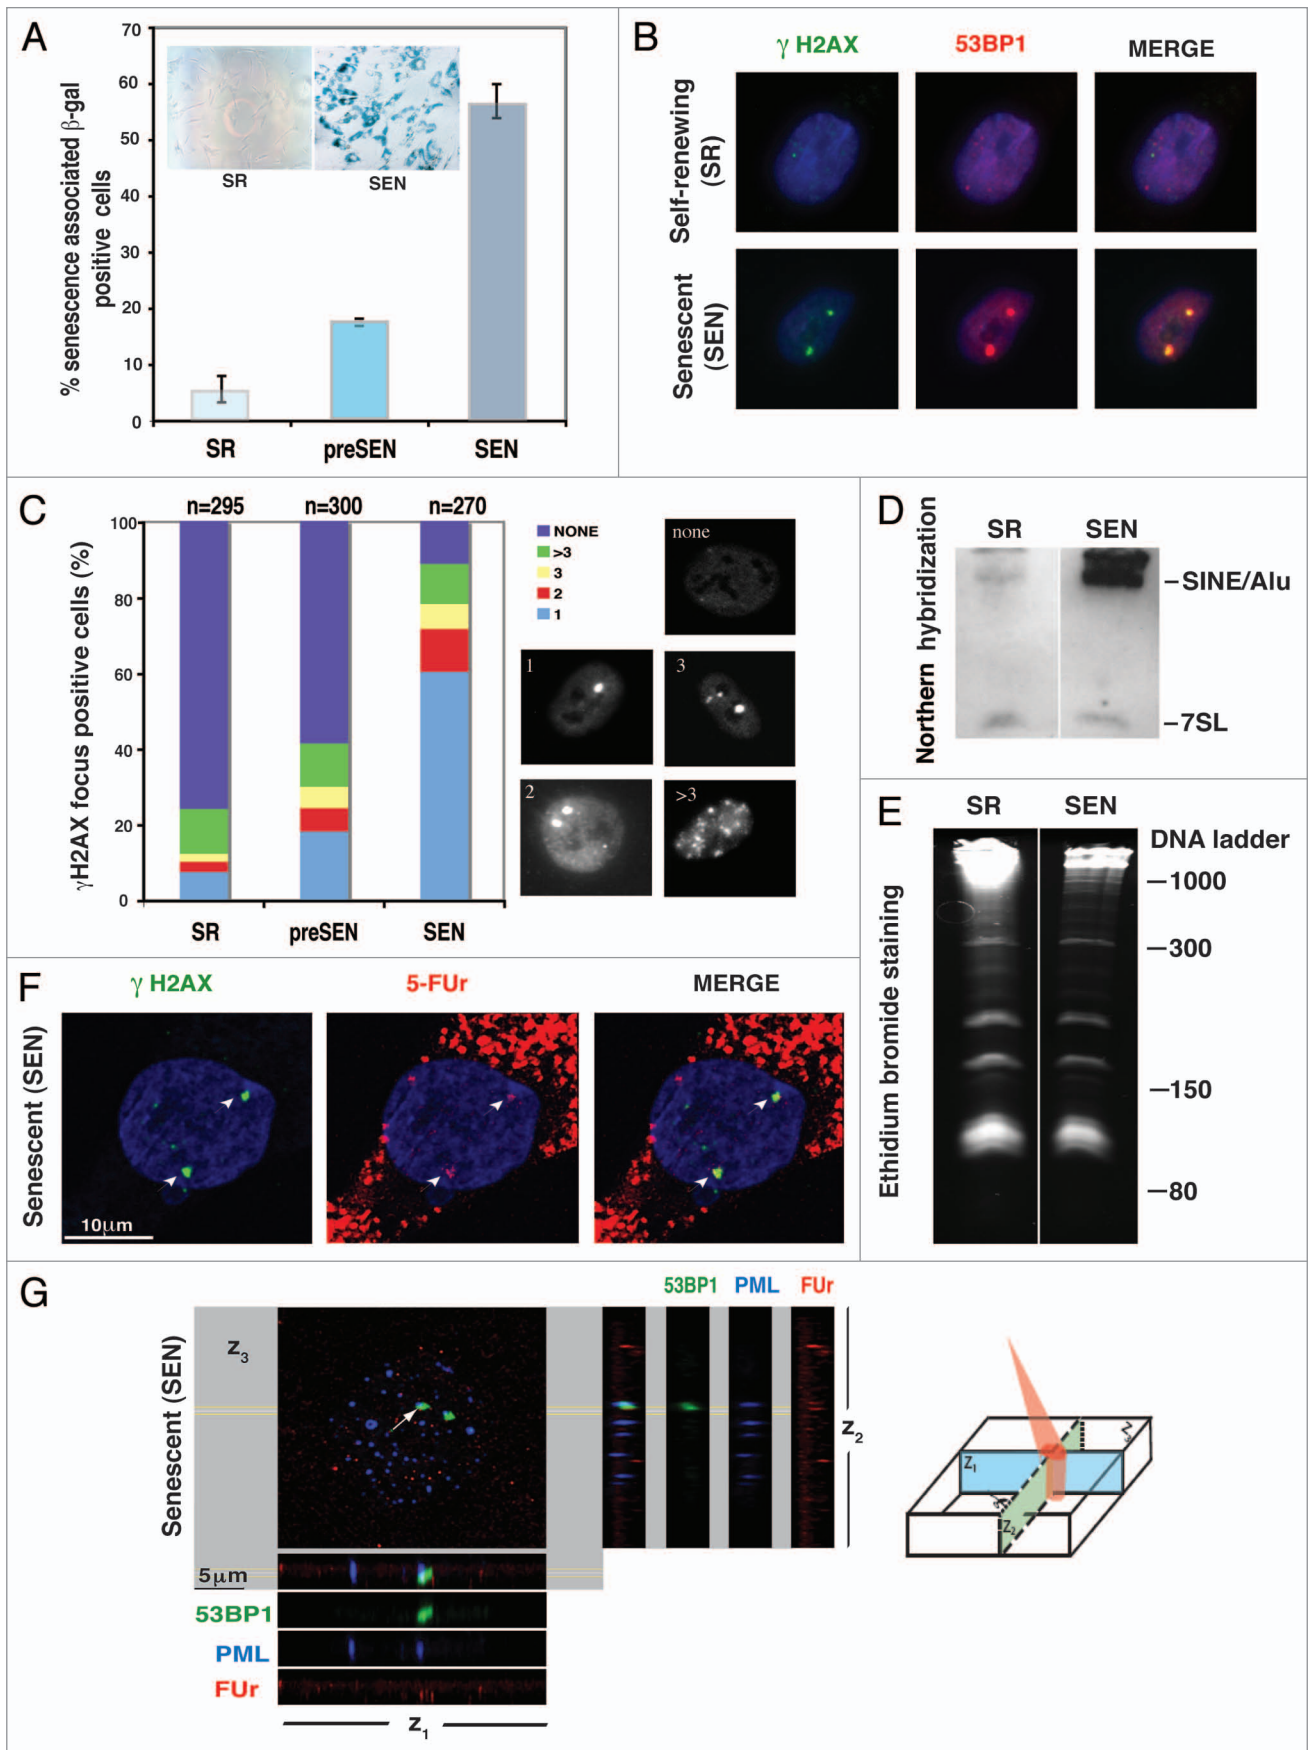 A
% senescence associated β-gal
positive cells
70
60
50
40
30
20
10
0
SR
SEN
SR
preSEN
SEN
B
γ H2AX
53BP1
MERGE
Self-renewing
(SR)
Senescent
(SEN)
C
n=295
n=300
n=270
γH2AX focus positive cells (%)
100
80
60
40
20
0
SR
preSEN
SEN
NONE
>3
3
2
1
none
1
3
2
>3
D
Northern hybridization
SR
SEN
–SINE/Alu
–7SL
E
Ethidium bromide staining
SR
SEN
DNA ladder
—1000
—300
—150
—80
F
γ H2AX
5-FUr
MERGE
Senescent (SEN)
10μm
G
Senescent (SEN)
Z3
53BP1
PML
FUr
Z2
5μm
53BP1
PML
FUr
Z1
Z1
Z2
Z3